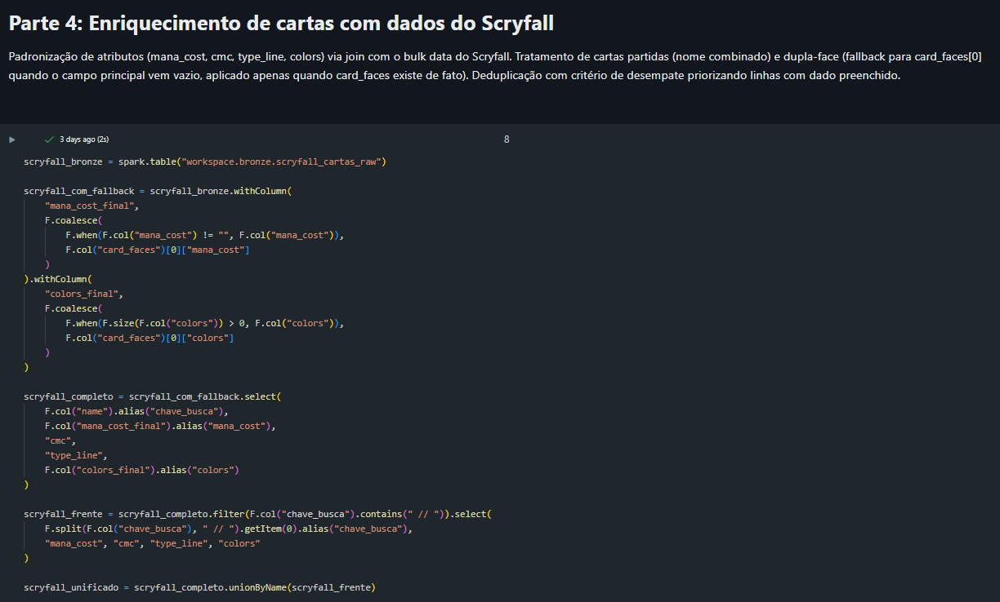 Parte 4: Enriquecimento de cartas com dados do Scryfall
Padronização de atributos (mana_cost, cmc, type_line, colors) via join com o bulk data do Scryfall. Tratamento de cartas partidas (nome combinado) e dupla-face (fallback para card_faces[0]
quando o campo principal vem vazio, aplicado apenas quando card_faces existe de fato). Deduplicação com critério de desempate priorizando linhas com dado preenchido.
3 days ago (2s)
8
scryfall_bronze = spark.table("workspace.bronze.scryfall_cartas_raw")
scryfall_com_fallback = scryfall_bronze.withColumn(
    "mana_cost_final",
    F.coalesce(
        F.when(F.col("mana_cost") != "", F.col("mana_cost")),
        F.col("card_faces")[0]["mana_cost"]
    )
).withColumn(
    "colors_final",
    F.coalesce(
        F.when(F.size(F.col("colors")) > 0, F.col("colors")),
        F.col("card_faces")[0]["colors"]
    )
)
scryfall_completo = scryfall_com_fallback.select(
    F.col("name").alias("chave_busca"),
    F.col("mana_cost_final").alias("mana_cost"),
    "cmc",
    "type_line",
    F.col("colors_final").alias("colors")
)
scryfall_frente = scryfall_completo.filter(F.col("chave_busca").contains(" // ")).select(
    F.split(F.col("chave_busca"), " // ").getItem(0).alias("chave_busca"),
    "mana_cost", "cmc", "type_line", "colors"
)
scryfall_unificado = scryfall_completo.unionByName(scryfall_frente)